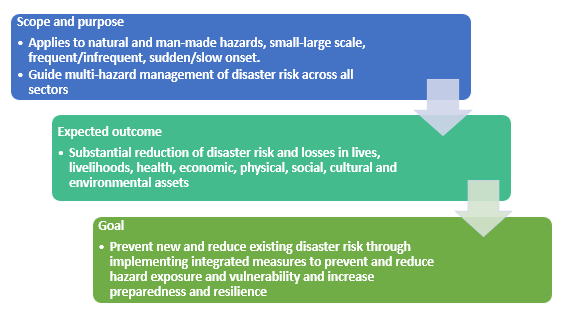 Scope and purpose
• Applies to natural and man-made hazards, small-large scale,
frequent/infrequent, sudden/slow onset.
• Guide multi-hazard management of disaster risk across all
sectors
Expected outcome
• Substantial reduction of disaster risk and losses in lives,
livelihoods, health, economic, physical, social, cultural and
environmental assets
Goal
• Prevent new and reduce existing disaster risk through
implementing integrated measures to prevent and reduce
hazard exposure and vulnerability and increase
preparedness and resilience